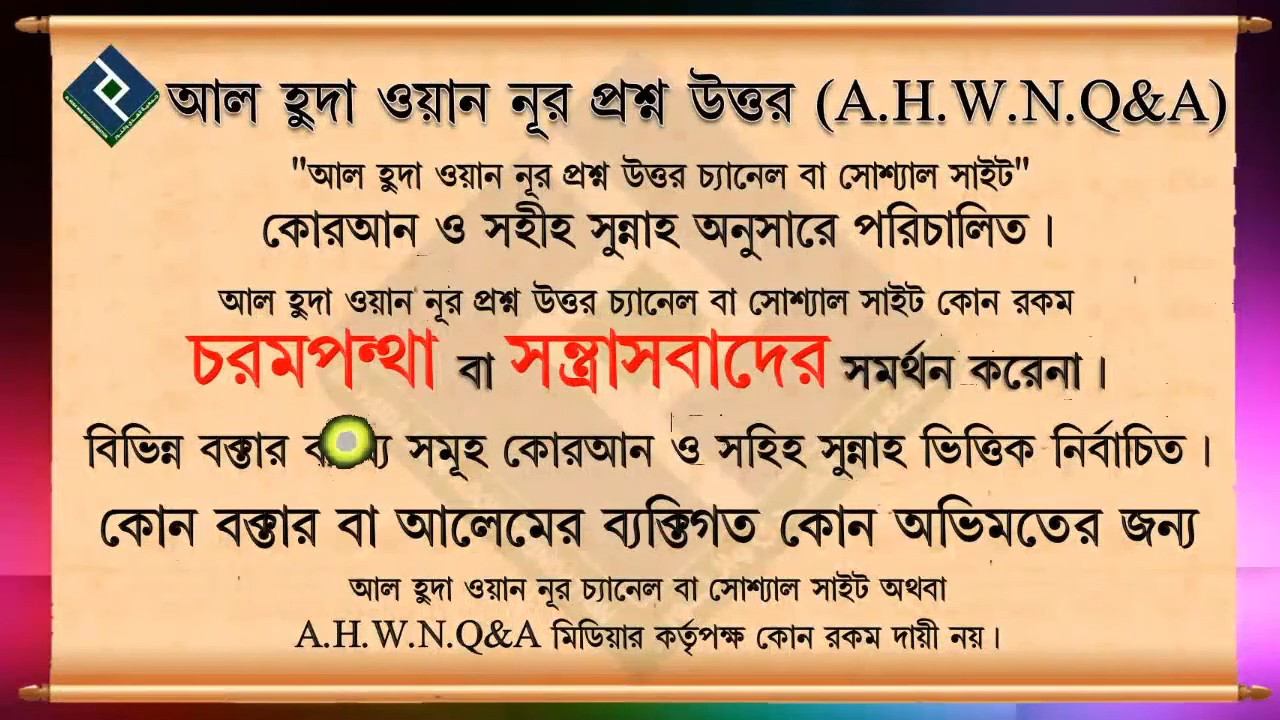 আল হুদা ওয়ান নূর প্রশ্ন উত্তর (A.H.W.N.Q&A)
"আল হুদা ওয়ান নূর প্রশ্ন উত্তর চ্যানেল বা সোশ্যাল সাইট"
কোরআন ও সহীহ সুন্নাহ অনুসারে পরিচালিত।
আল হুদা ওয়ান নূর প্রশ্ন উত্তর চ্যানেল বা সোশ্যাল সাইট কোন রকম
চরমপন্থা বা সন্ত্রাসবাদের সমর্থন করেনা।
বিভিন্ন বক্তার সমূহ কোরআন ও সহিহ সুন্নাহ ভিত্তিক নির্বাচিত।
কোন বক্তার বা আলেমের ব্যক্তিগত কোন অভিমতের জন্য
আল হুদা ওয়ান নূর চ্যানেল বা সোশ্যাল সাইট অথবা
A.H.W.N.Q&A মিডিয়ার কর্তৃপক্ষ কোন রকম দায়ী নয়।